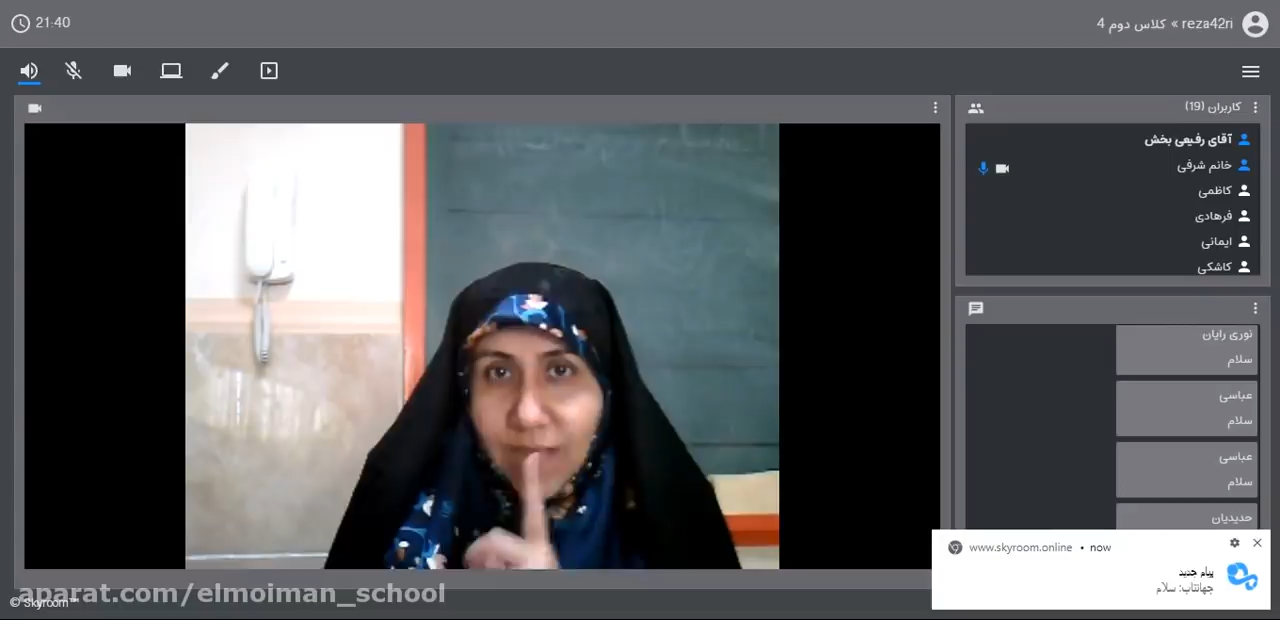 21:40
reza42ri » کلاس دوم 4
کاربران (19)
آقای رفیعی بخش
خانم شرفی
کاظمی
فرهادی
ایمانی
کاشکی
نوری رایان
سلام
عباسی
سلام
عباسی
سلام
حدیدیان
www.skyroom.online • now
پیام جدید
جهانتاب: سلام
aparat.com/elmoiman_school
© Skyroom™